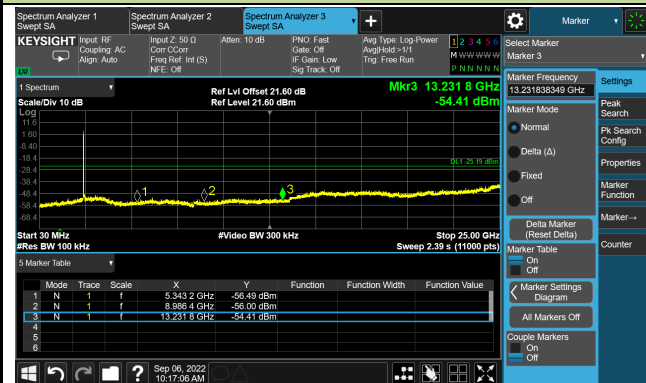 Spectrum Analyzer 1
Swept SA
Spectrum Analyzer 2
Swept SA
Spectrum Analyzer 3
Swept SA
Marker
KEYSIGHT
Input: RF
Coupling: AC
Align: Auto
Input Z: 50 Ω
Corr CCorr
Freq Ref: Int (S)
NFE: Off
Atten: 10 dB
PNO: Fast
Gate: Off
IF Gain: Low
Sig Track: Off
Avg Type: Log-Power
Avg|Hold:>1/1
Trig: Free Run
1 2 3 4 5 6
M W W W W W
P N N N N N
LXI
1 Spectrum
Scale/Div 10 dB
Log
Ref Lvl Offset 21.60 dB
Ref Level 21.60 dBm
Mkr3 13.231 8 GHz
-54.41 dBm
11.6
1.60
-8.40
-18.4
-28.4
-38.4
-48.4
-58.4
-68.4
DL1 -25.19 dBm
1
2
3
Start 30 MHz
#Res BW 100 kHz
#Video BW 300 kHz
Stop 25.00 GHz
Sweep 2.39 s (11000 pts)
5 Marker Table
Mode Trace Scale X Y Function Function Width Function Value
1 N 1 f 5.343 2 GHz -56.49 dBm
2 N 1 f 8.986 4 GHz -56.00 dBm
3 N 1 f 13.231 8 GHz -54.41 dBm
4
5
6
Sep 06, 2022
10:17:06 AM
?
Select Marker
Marker 3
Marker Frequency
13.231838349 GHz
Marker Mode
Normal
Delta (Δ)
Fixed
Off
Delta Marker
(Reset Delta)
Marker Table
On
Off
Marker Settings
Diagram
All Markers Off
Couple Markers
On
Off
Settings
Peak
Search
Pk Search
Config
Properties
Marker
Function
Marker→
Counter